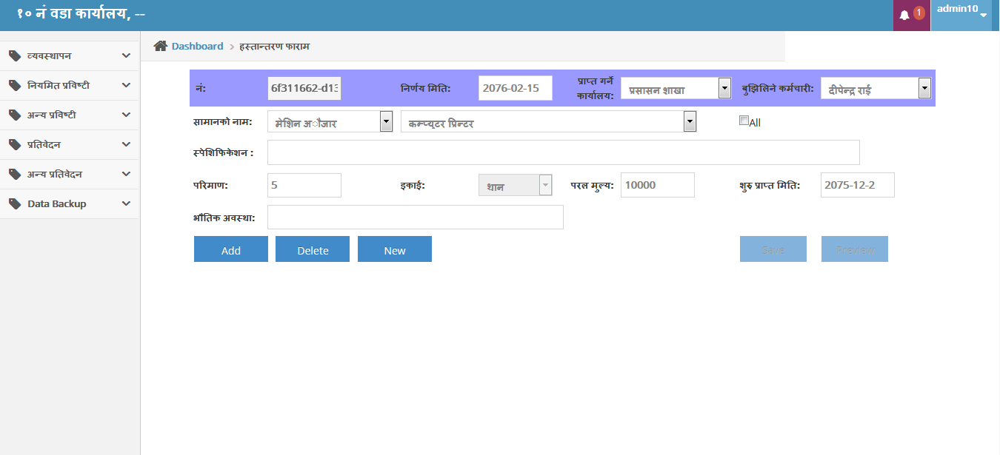 १० नं वडा कार्यालय, --
1
admin10
Dashboard > हस्तान्तरण फाराम
व्यवस्थापन
नियमित प्रविष्टी
अन्य प्रविष्टी
प्रतिवेदन
अन्य प्रतिवेदन
Data Backup
नं: 6f311662-d13 निर्णय मिति: 2076-02-15 प्राप्त गर्ने कार्यालय: प्रसासन शाखा बुझिलिने कर्मचारी: दीपेन्द्र राई
सामानको नाम: मेशिन अौजार कम्प्यूटर प्रिन्टर All
स्पेशिफिकेशन :
परिमाण: 5 इकाई: थान परल मुल्य: 10000 शुरु प्राप्त मिति: 2075-12-2
भौतिक अवस्था:
Add Delete New Save Preview